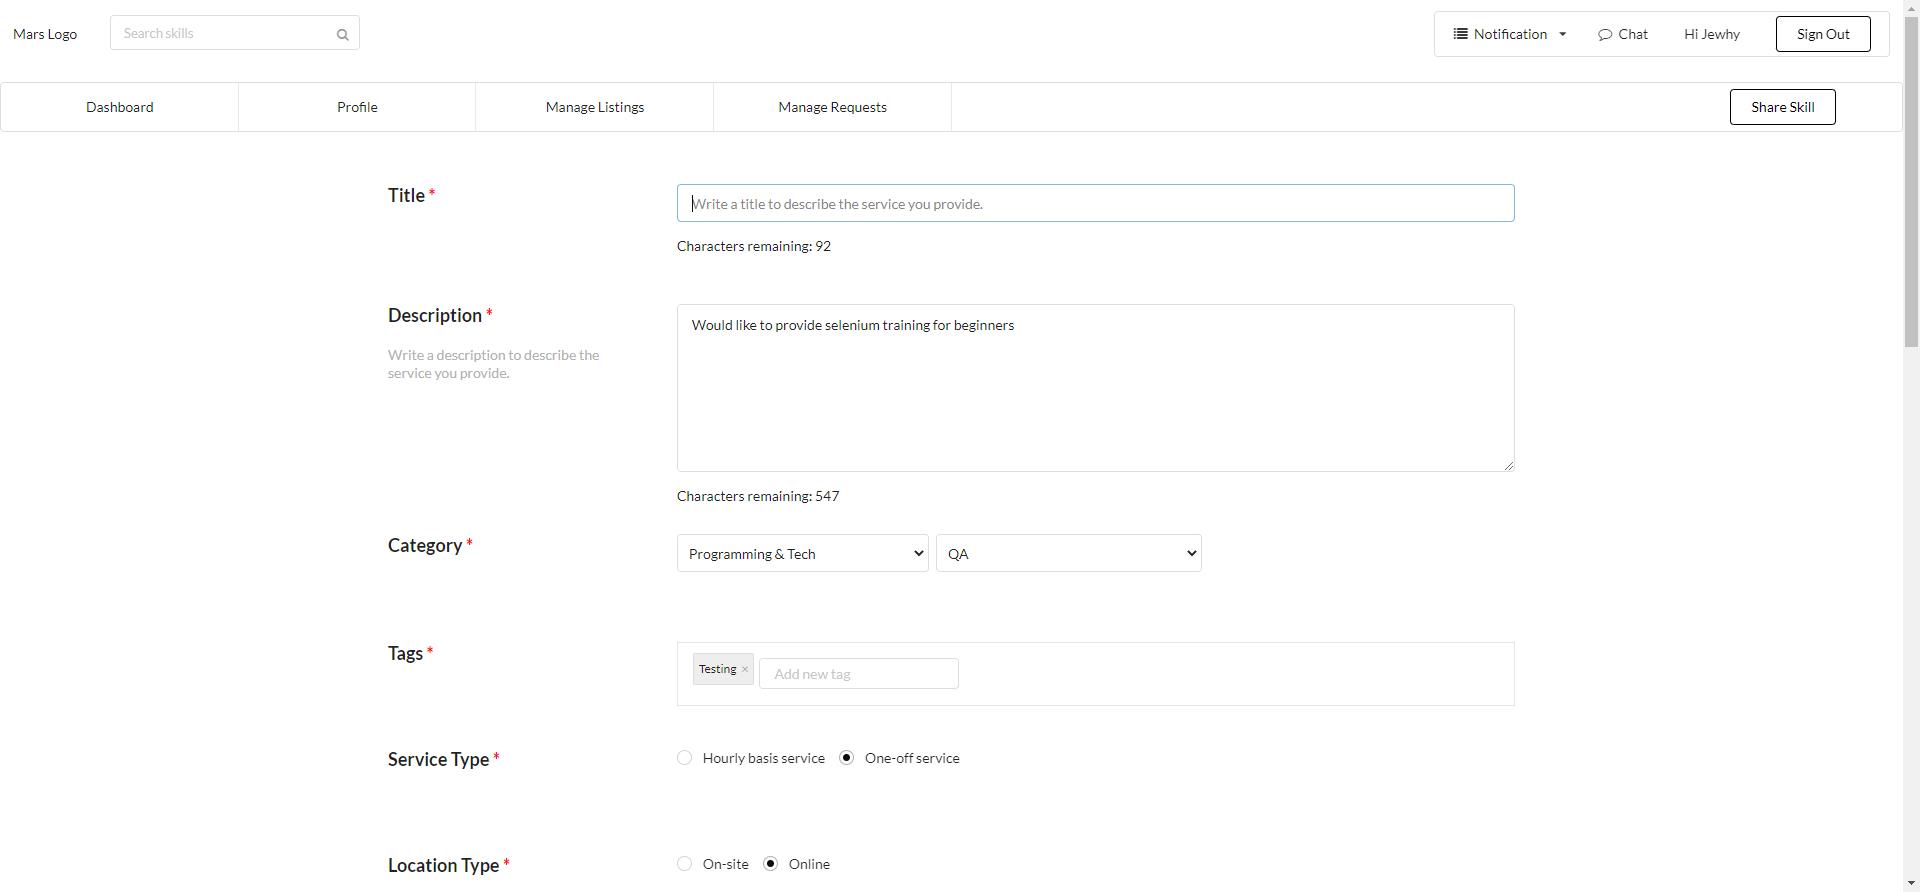 Mars Logo
Search skills
Notification
Chat
Hi Jewhy
Sign Out
Dashboard
Profile
Manage Listings
Manage Requests
Share Skill
Title *
Write a title to describe the service you provide.
Characters remaining: 92
Description *
Write a description to describe the
service you provide.
Would like to provide selenium training for beginners
Characters remaining: 547
Category *
Programming & Tech
QA
Tags *
Testing ×
Add new tag
Service Type *
Hourly basis service
One-off service
Location Type *
On-site
Online